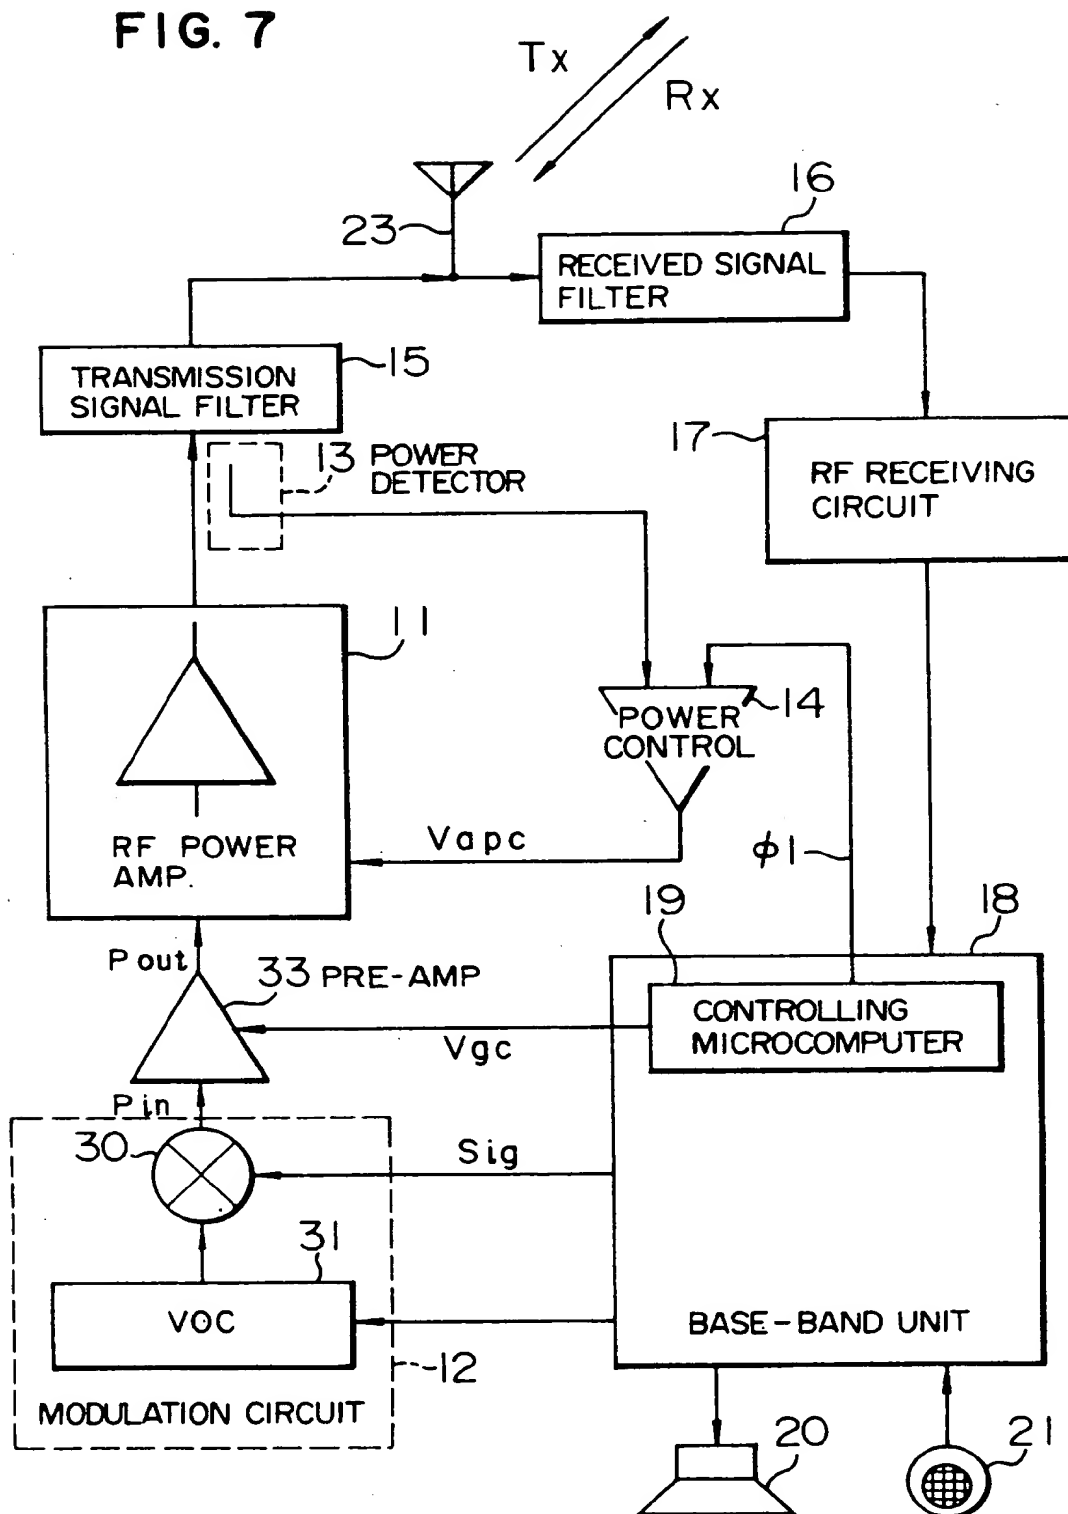 FIG. 7
Tx
Rx
16
23
RECEIVED SIGNAL
FILTER
15
TRANSMISSION
SIGNAL FILTER
17
13 POWER
DETECTOR
RF RECEIVING
CIRCUIT
11
14
POWER
CONTROL
Vapc
φ1
RF POWER
AMP.
19
18
Pout
33 PRE-AMP
CONTROLLING
MICROCOMPUTER
Vgc
Pin
30
Sig
31
VOC
BASE-BAND UNIT
12
MODULATION CIRCUIT
20
21